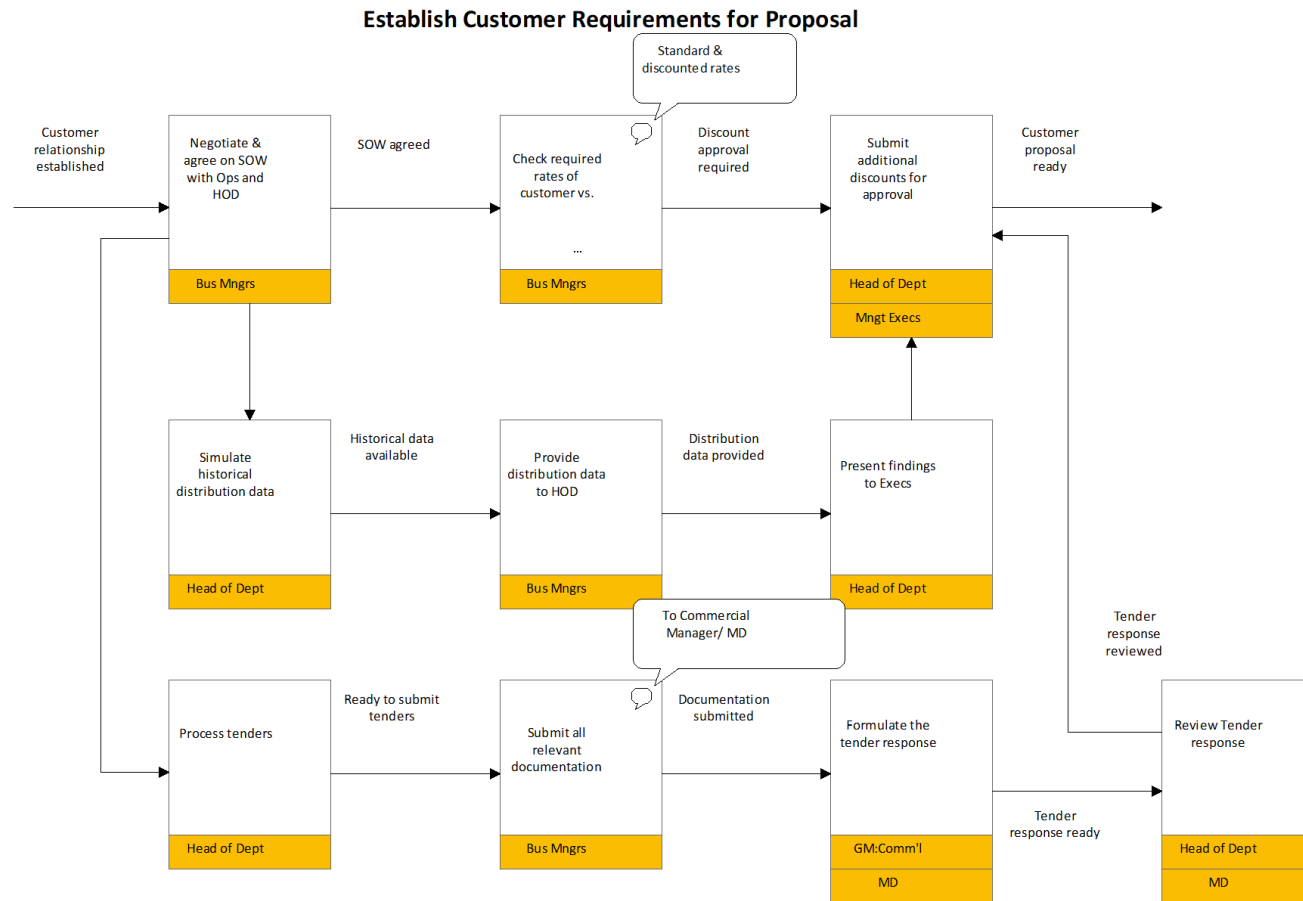 Establish Customer Requirements for Proposal
Standard &
discounted rates
Customer
relationship
established
Negotiate &
agree on SOW
with Ops and
HOD
Bus Mngrs
SOW agreed
Check required
rates of
customer vs.
...
Bus Mngrs
Discount
approval
required
Submit
additional
discounts for
approval
Head of Dept
Mngt Execs
Customer
proposal
ready
Simulate
historical
distribution data
Head of Dept
Historical data
available
Provide
distribution data
to HOD
Bus Mngrs
Distribution
data provided
Present findings
to Execs
Head of Dept
To Commercial
Manager/ MD
Tender
response
reviewed
Process tenders
Head of Dept
Ready to submit
tenders
Submit all
relevant
documentation
Bus Mngrs
Documentation
submitted
Formulate the
tender response
GM:Comm'l
MD
Tender
response ready
Review Tender
response
Head of Dept
MD